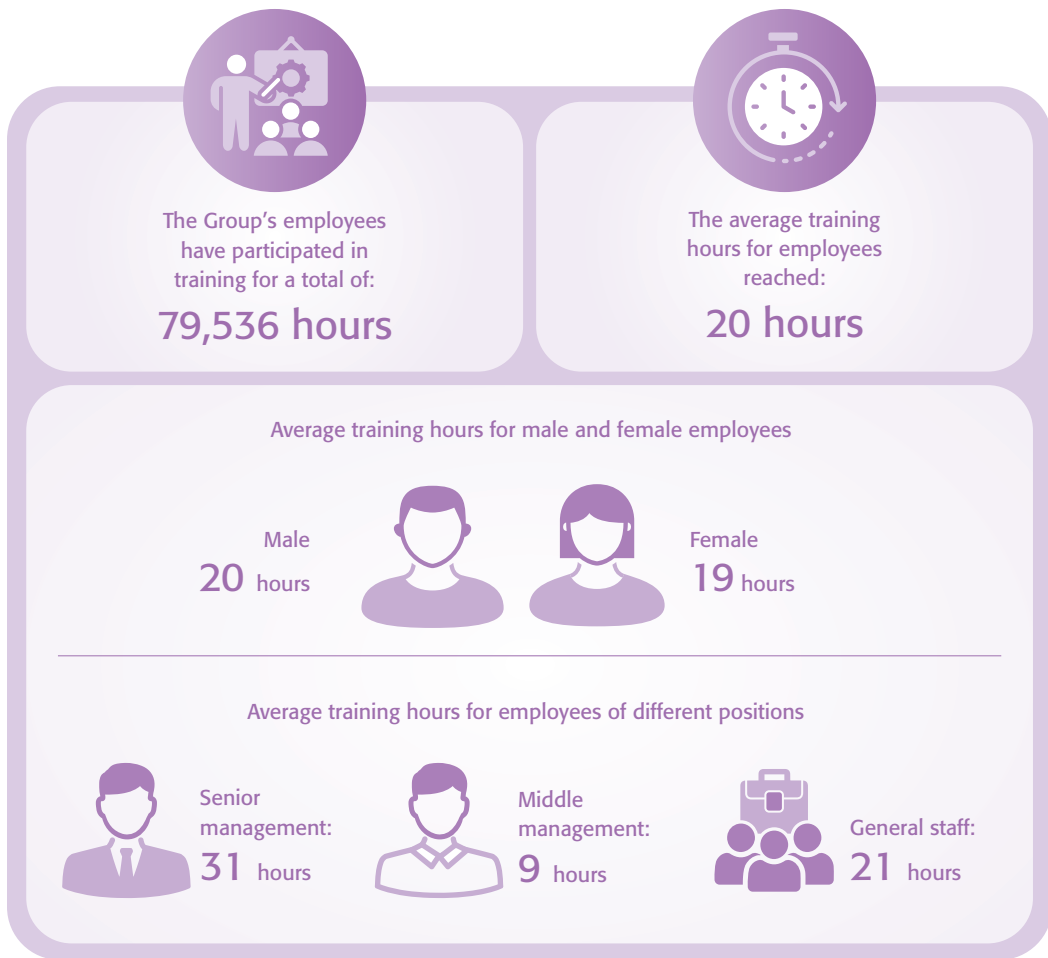 The Group’s employees
have participated in
training for a total of:
79,536 hours
The average training
hours for employees
reached:
20 hours
Average training hours for male and female employees
Male
20 hours
Female
19 hours
Average training hours for employees of different positions
Senior
management:
31 hours
Middle
management:
9 hours
General staff:
21 hours